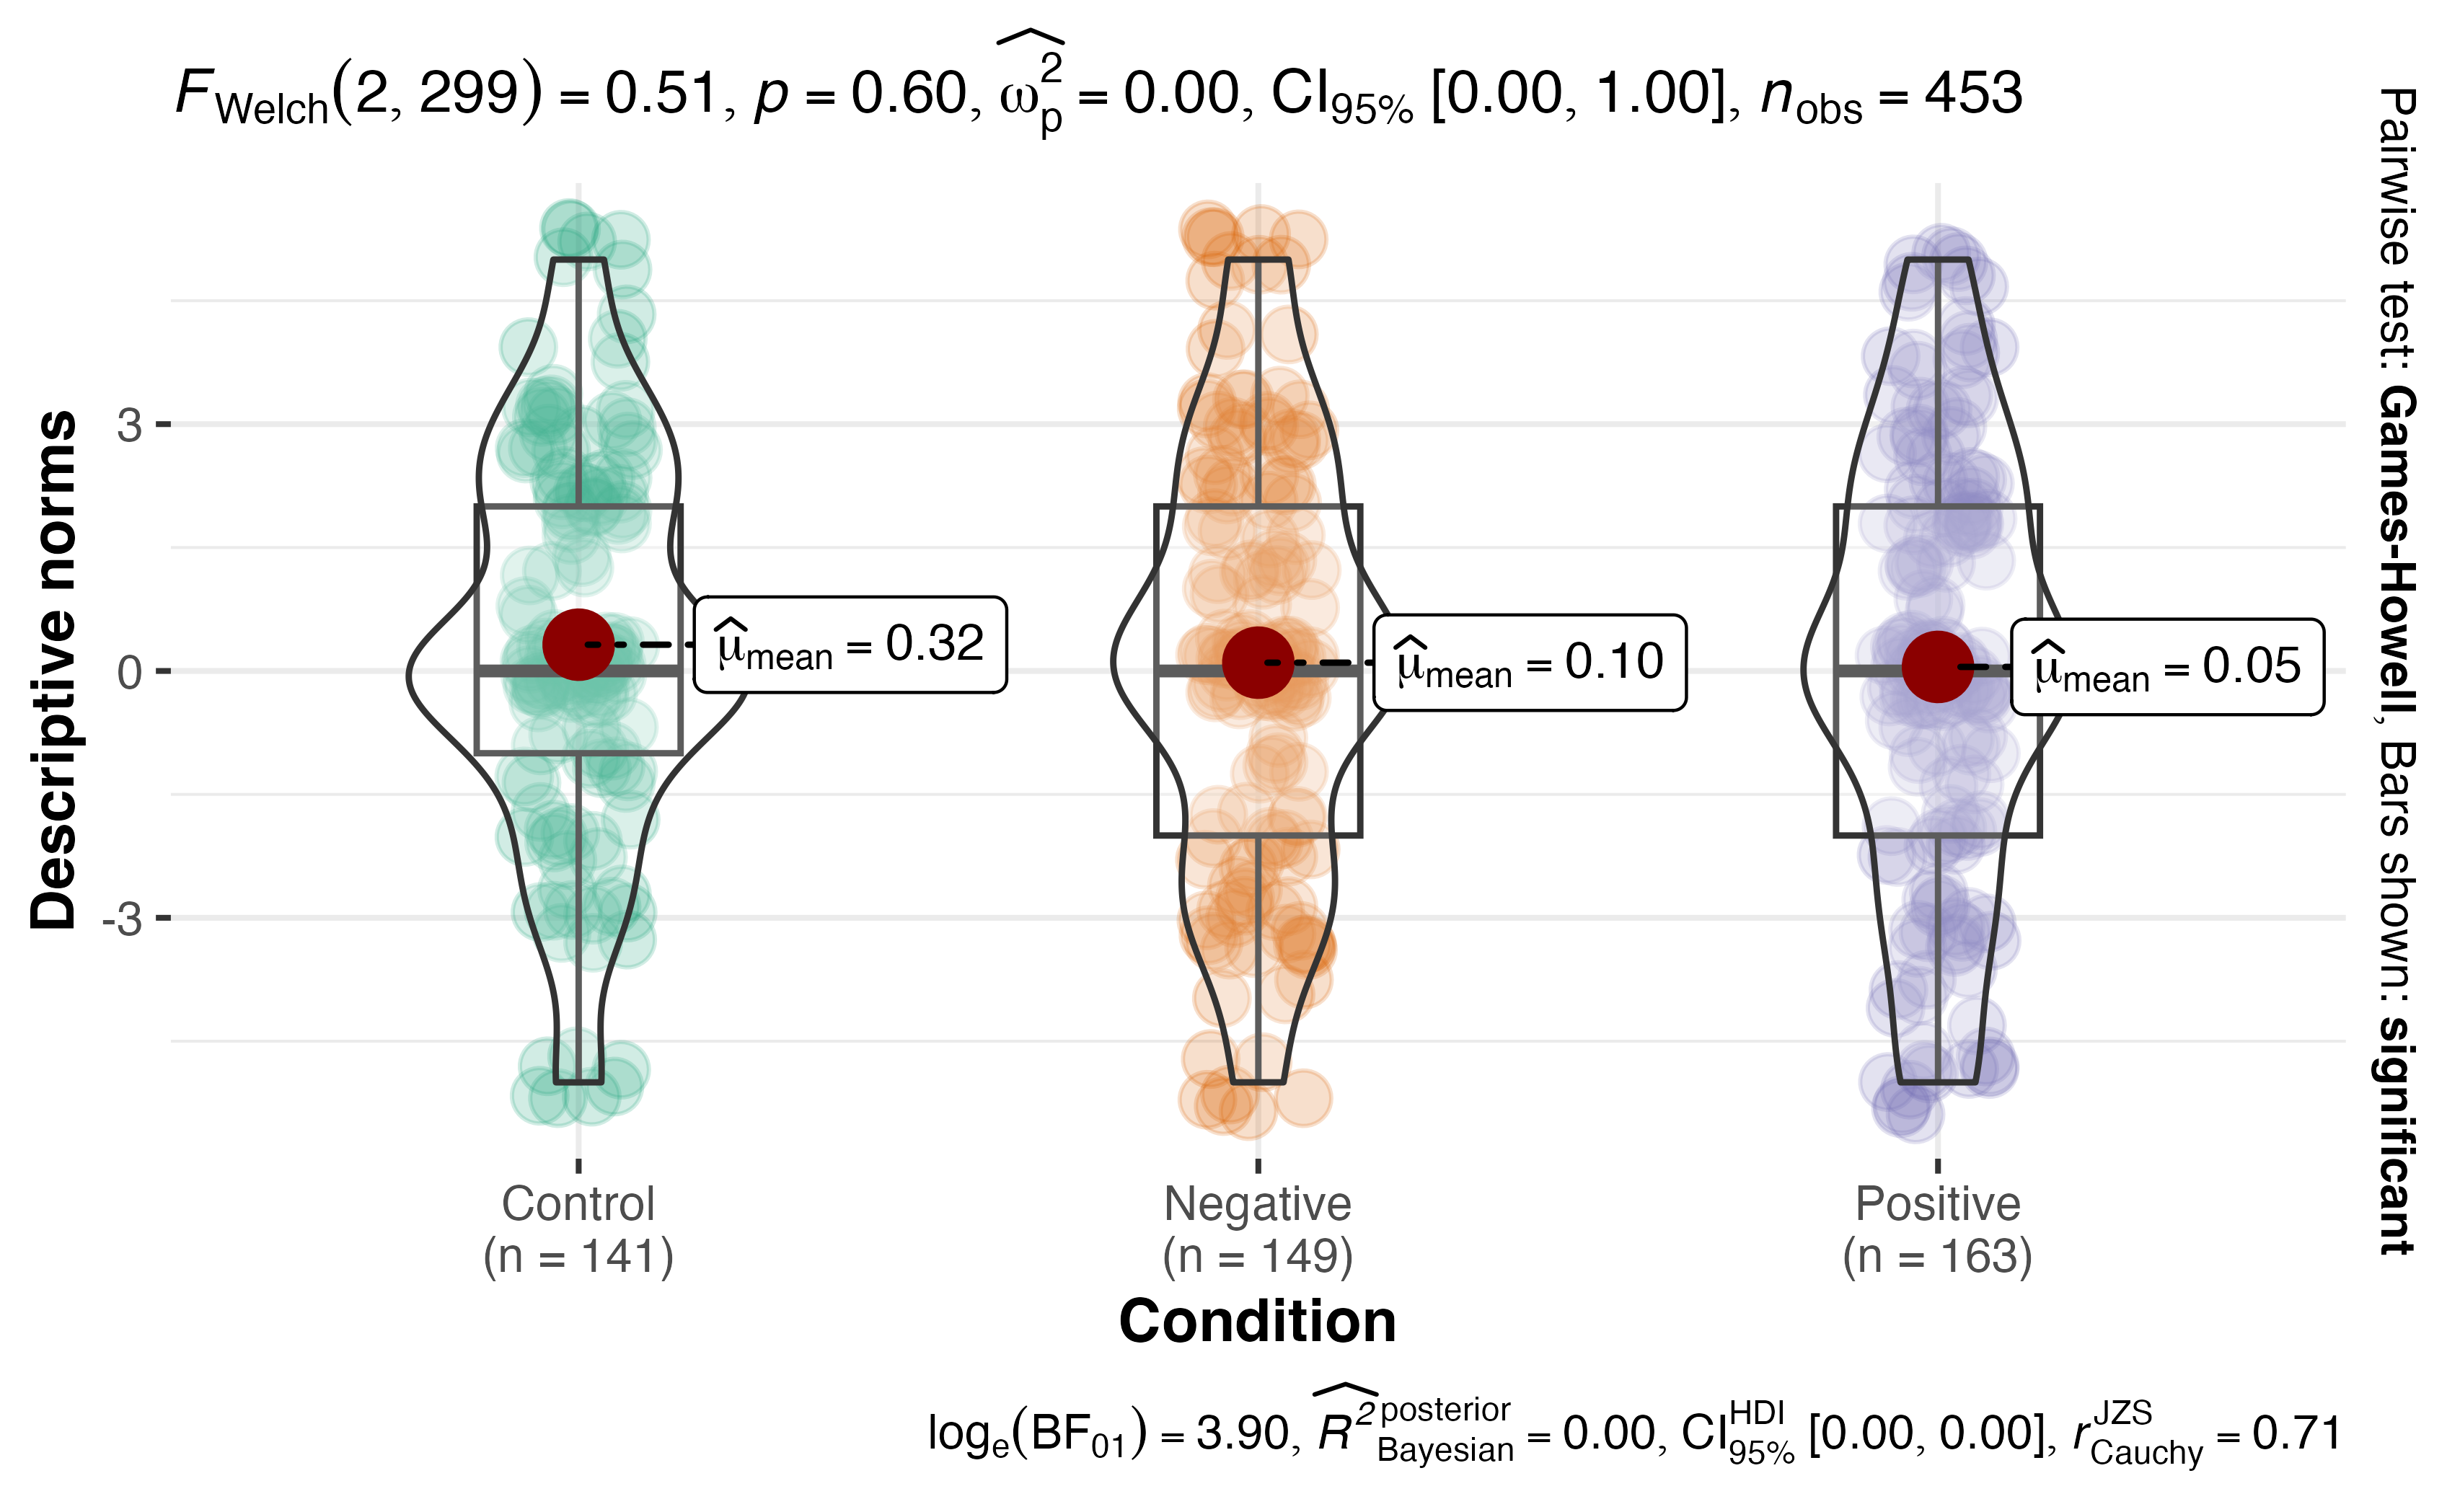 F_Welch(2, 299) = 0.51, p = 0.60, ω̂²_p = 0.00, CI_95% [0.00, 1.00], n_obs = 453
Pairwise test: Games-Howell, Bars shown: significant
Descriptive norms
3
0
-3
μ̂_mean = 0.32
μ̂_mean = 0.10
μ̂_mean = 0.05
Control
(n = 141)
Negative
(n = 149)
Positive
(n = 163)
Condition
log_e(BF_01) = 3.90, R̂²^posterior_Bayesian = 0.00, CI^HDI_95% [0.00, 0.00], r^JZS_Cauchy = 0.71